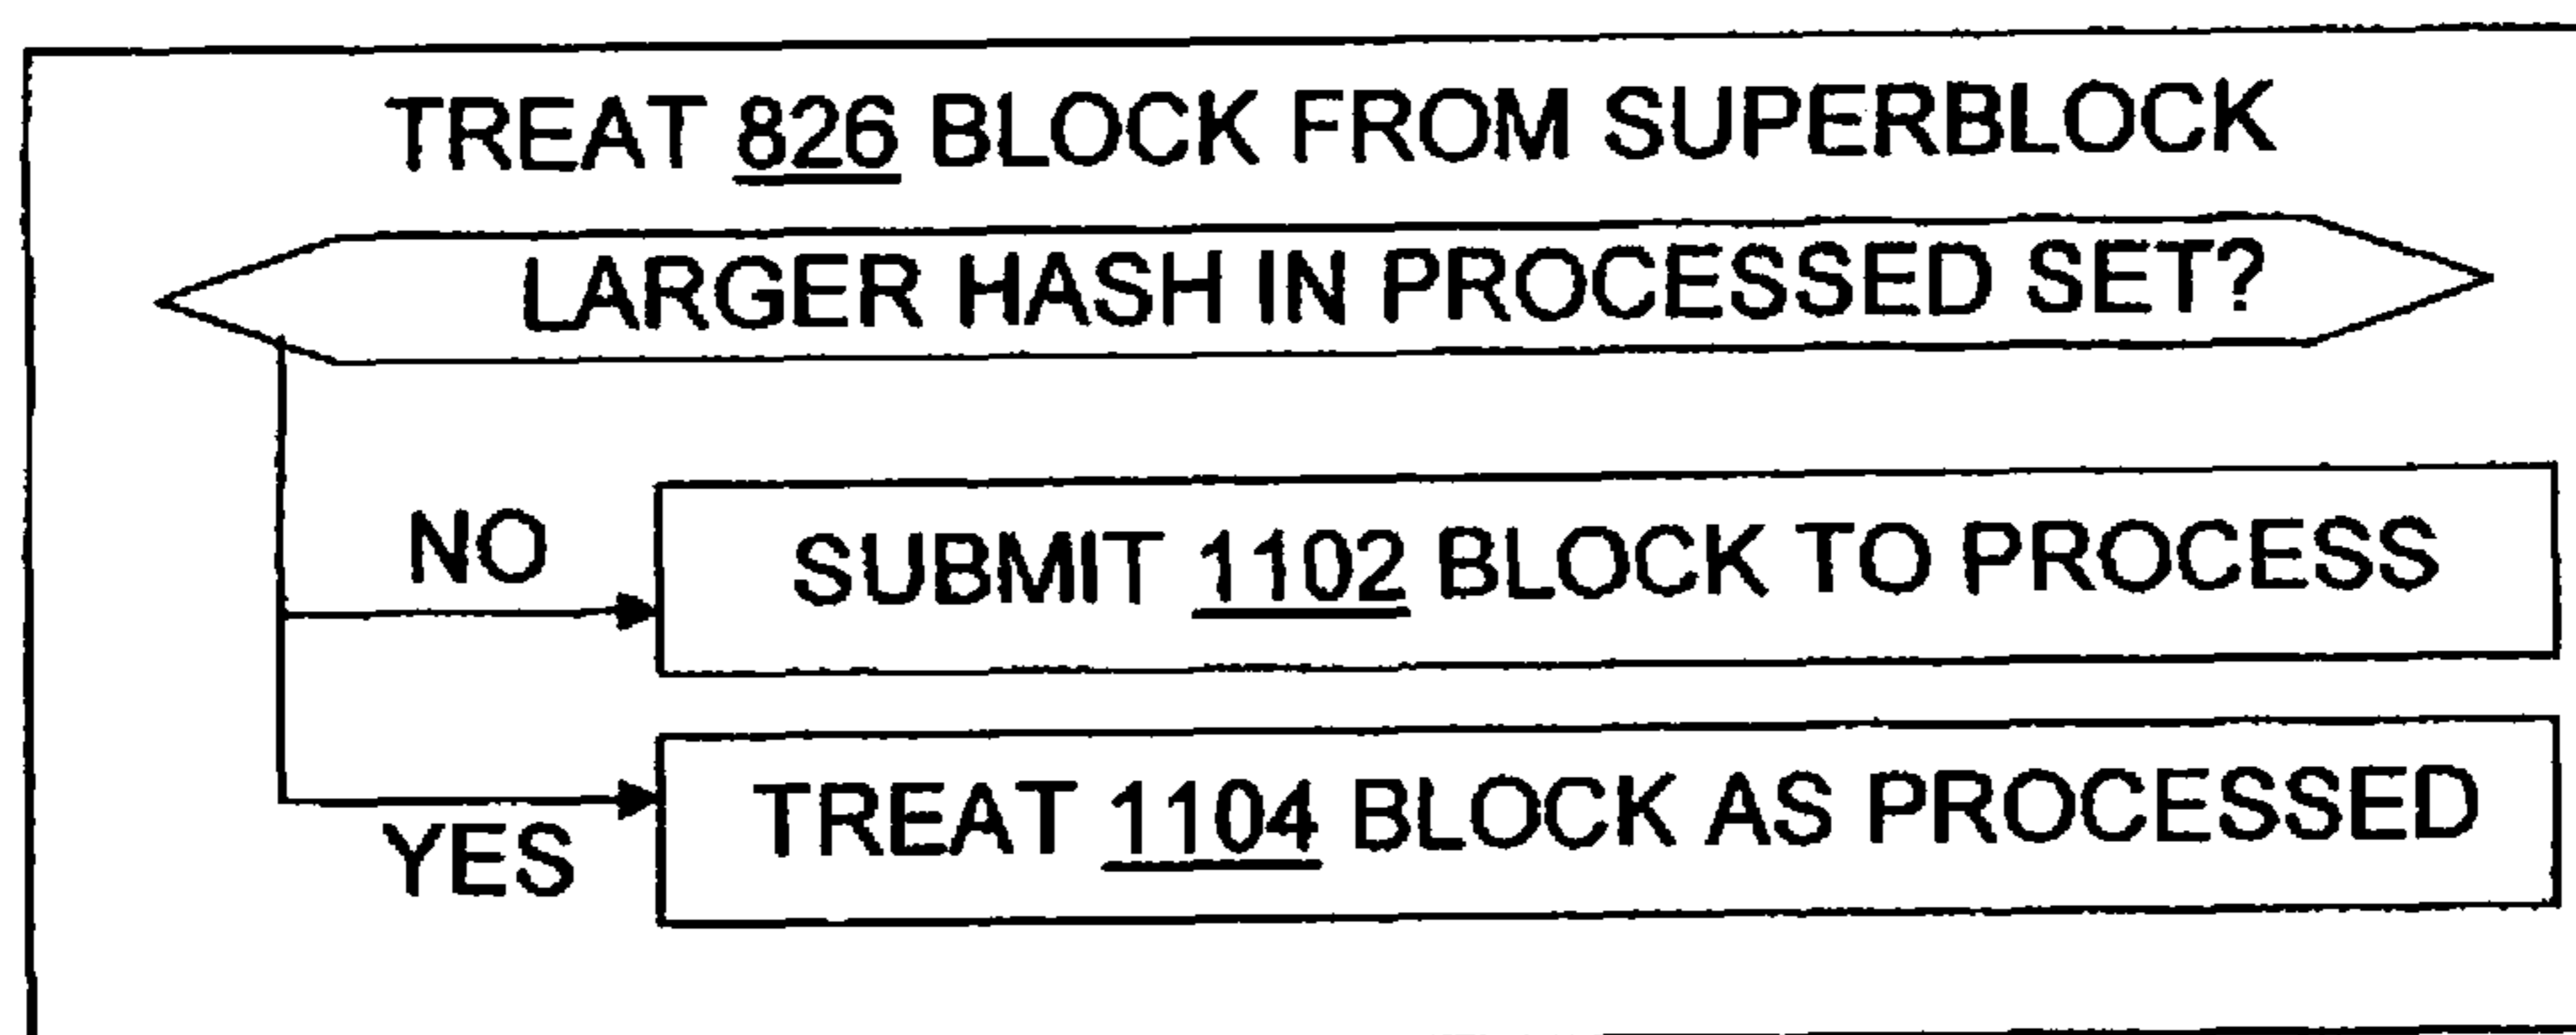 TREAT 826 BLOCK FROM SUPERBLOCK
LARGER HASH IN PROCESSED SET?
NO
SUBMIT 1102 BLOCK TO PROCESS
TREAT 1104 BLOCK AS PROCESSED
YES